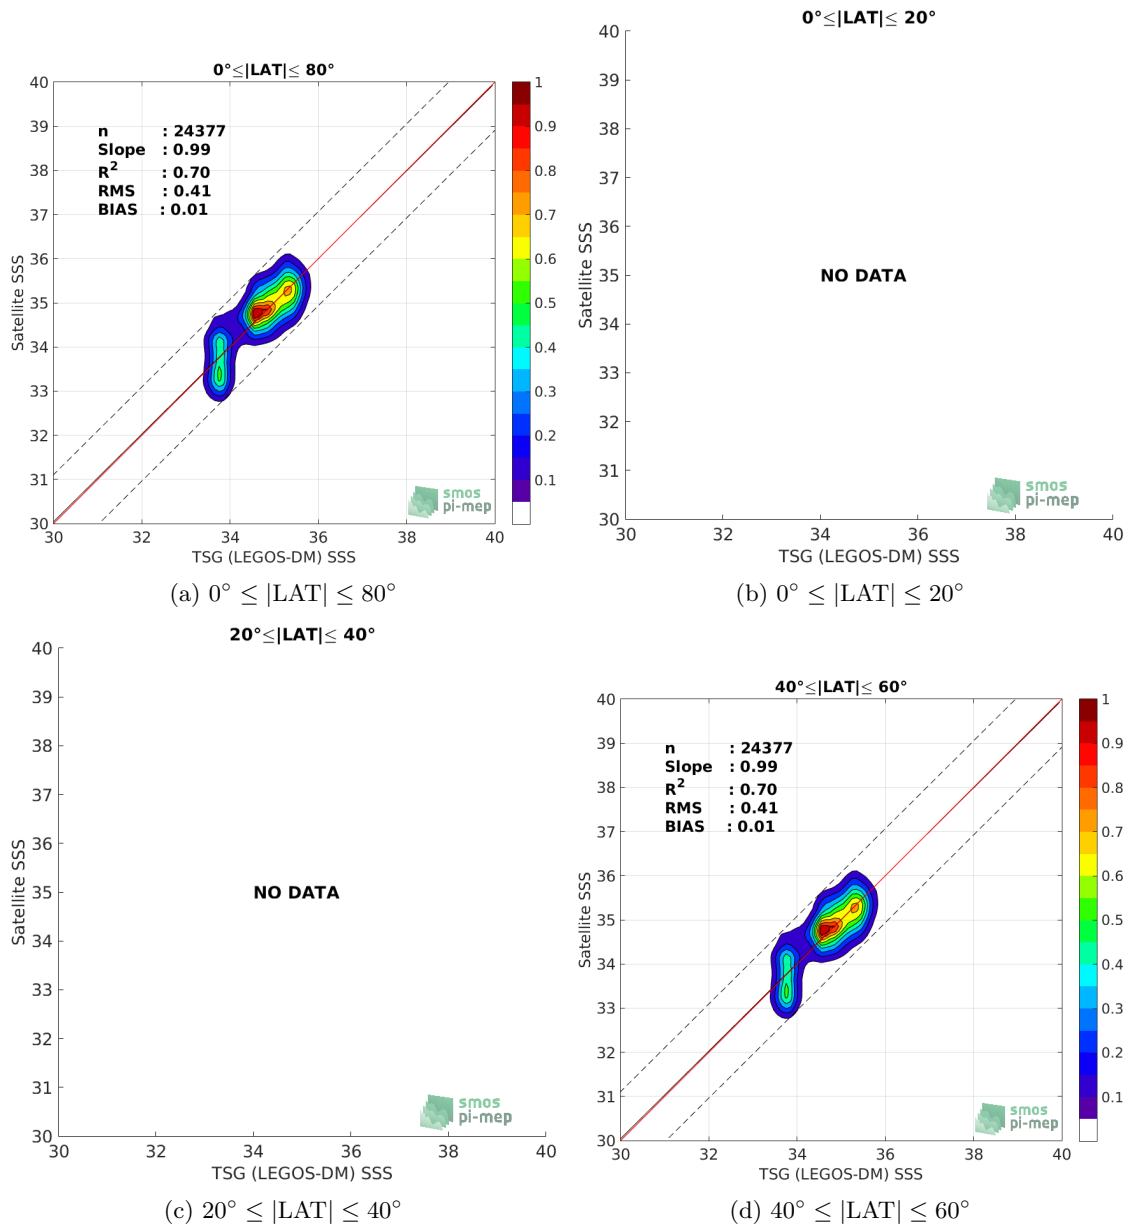 0°≤|LAT|≤ 80°
40
39
38
37
36
35
34
33
32
31
30
Satellite SSS
n : 24377
Slope : 0.99
R² : 0.70
RMS : 0.41
BIAS : 0.01
smos
pi-mep
30 32 34 36 38 40
TSG (LEGOS-DM) SSS
1
0.9
0.8
0.7
0.6
0.5
0.4
0.3
0.2
0.1
(a) 0° ≤ |LAT| ≤ 80°
0°≤|LAT|≤ 20°
40
39
38
37
36
35
34
33
32
31
30
Satellite SSS
NO DATA
smos
pi-mep
30 32 34 36 38 40
TSG (LEGOS-DM) SSS
(b) 0° ≤ |LAT| ≤ 20°
20°≤|LAT|≤ 40°
40
39
38
37
36
35
34
33
32
31
30
Satellite SSS
NO DATA
smos
pi-mep
30 32 34 36 38 40
TSG (LEGOS-DM) SSS
(c) 20° ≤ |LAT| ≤ 40°
40°≤|LAT|≤ 60°
40
39
38
37
36
35
34
33
32
31
30
Satellite SSS
n : 24377
Slope : 0.99
R² : 0.70
RMS : 0.41
BIAS : 0.01
smos
pi-mep
30 32 34 36 38 40
TSG (LEGOS-DM) SSS
1
0.9
0.8
0.7
0.6
0.5
0.4
0.3
0.2
0.1
(d) 40° ≤ |LAT| ≤ 60°